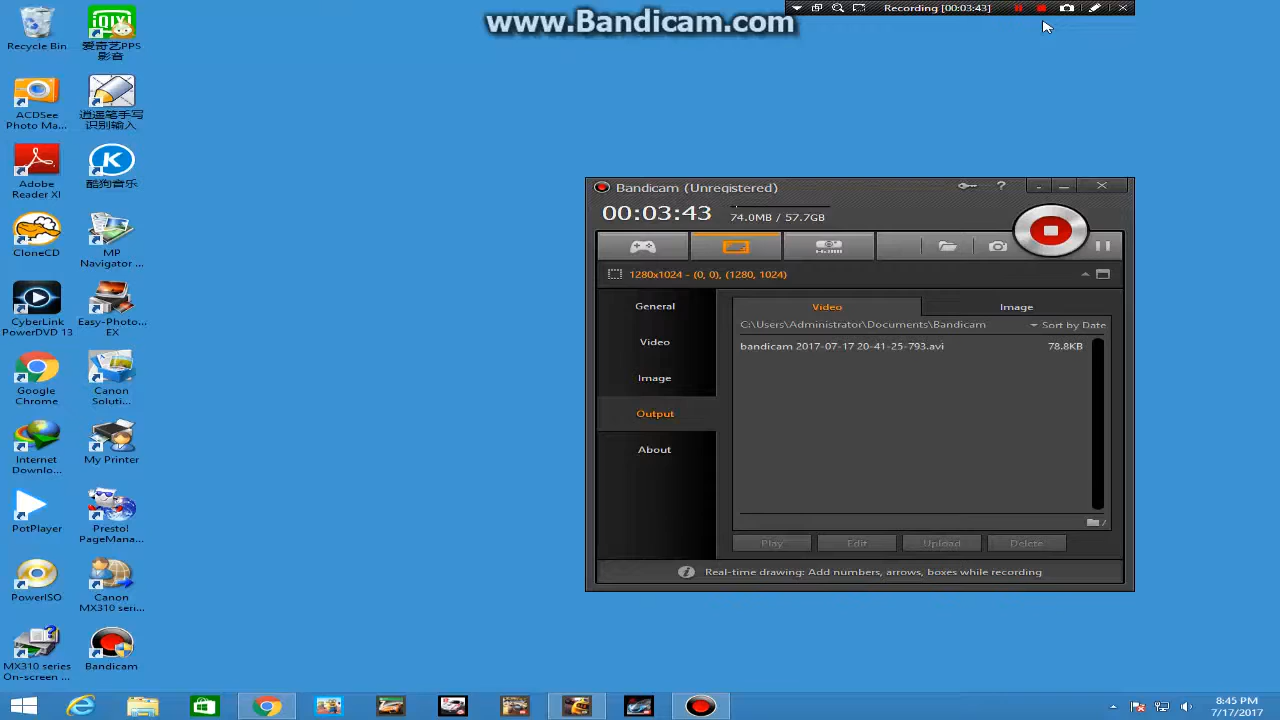 www.Bandicam.com
Recording [00:03:43]
Recycle Bin
爱奇艺PPS
影音
ACDSee
Photo Ma...
逍遥笔手写
识别输入
Adobe
Reader XI
酷狗音乐
CloneCD
MP
Navigator ...
CyberLink
PowerDVD 13
Easy-Photo...
EX
Google
Chrome
Canon
Soluti...
Internet
Downlo...
My Printer
PotPlayer
Presto!
PageMana...
PowerISO
Canon
MX310 seri...
MX310 series
On-screen ...
Bandicam
Bandicam (Unregistered)
00:03:43
74.0MB / 57.7GB
1280x1024 - (0, 0), (1280, 1024)
General
Video
Image
Output
About
Video
Image
C:\Users\Administrator\Documents\Bandicam
Sort by Date
bandicam 2017-07-17 20-41-25-793.avi
78.8KB
Play
Edit
Upload
Delete
Real-time drawing: Add numbers, arrows, boxes while recording
8:45 PM
7/17/2017